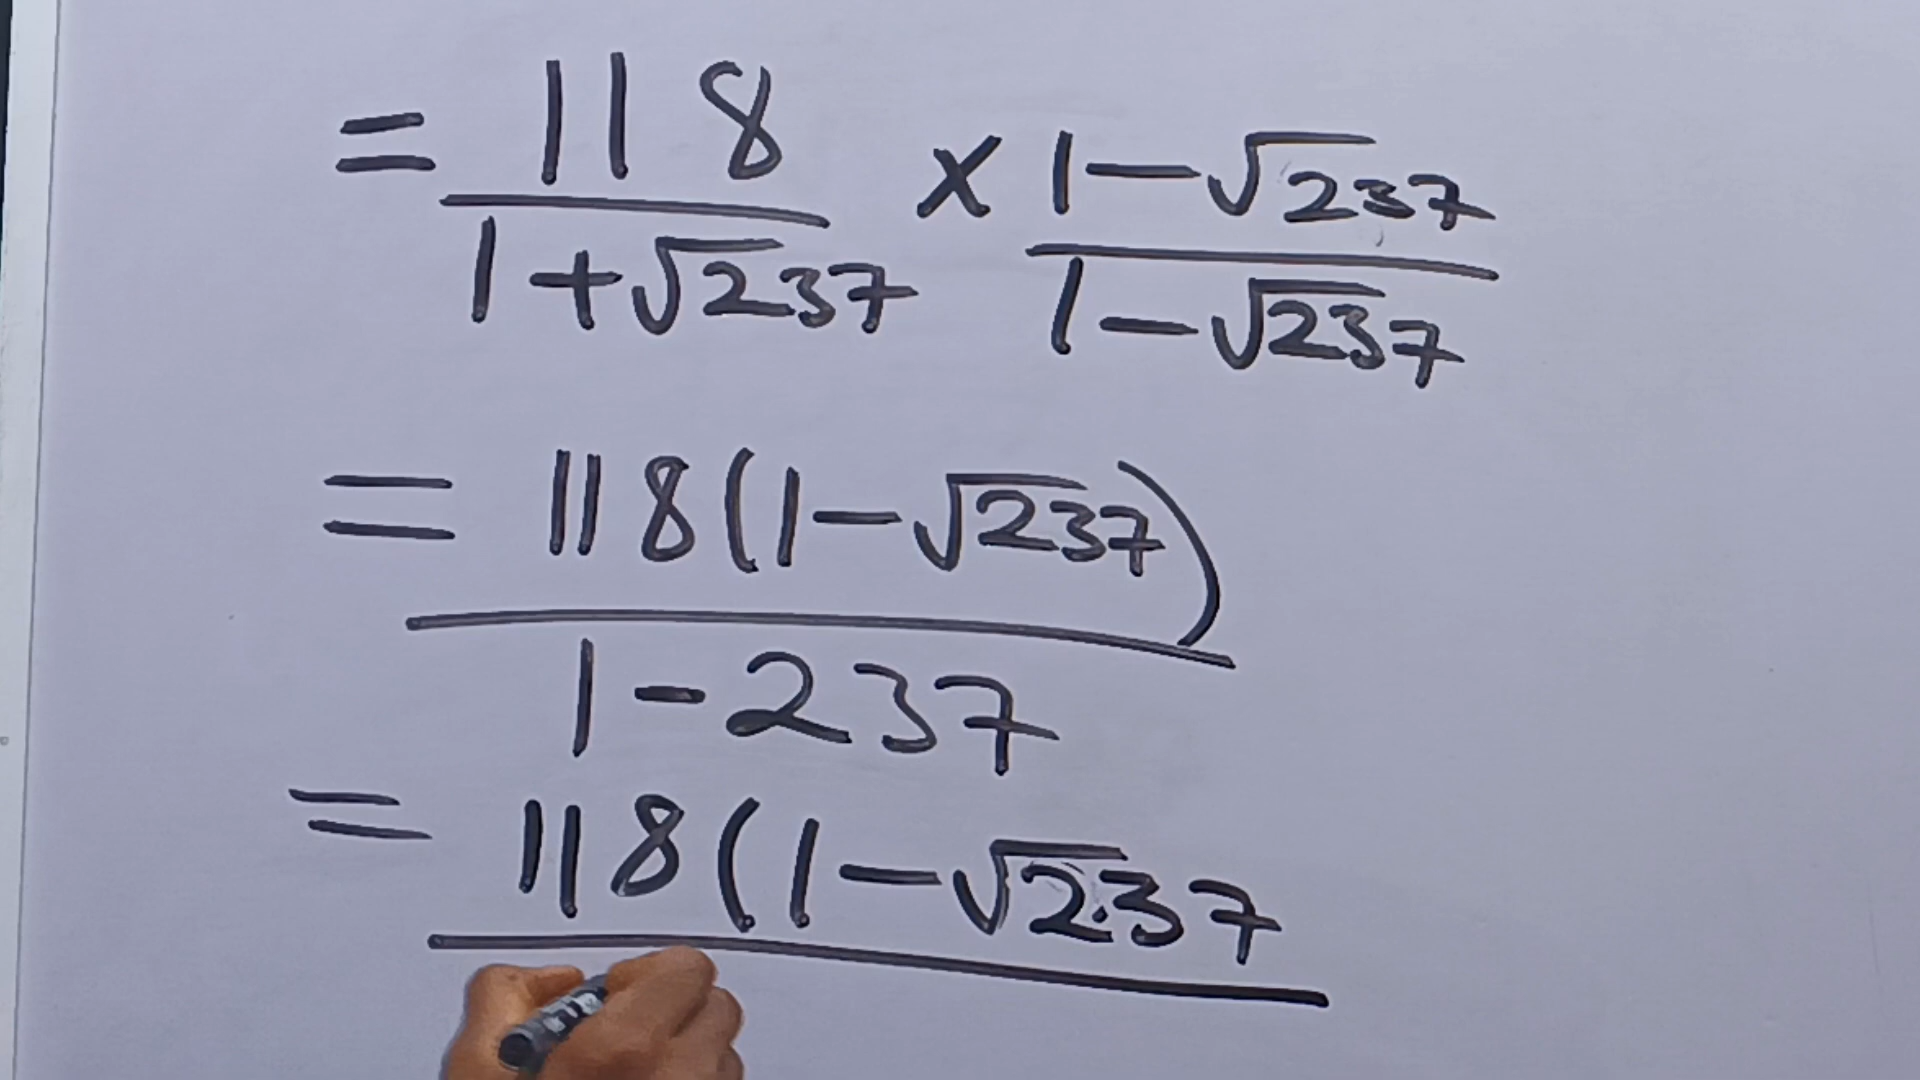 = 118 / 1+√237 × 1-√237 / 1-√237
= 118(1-√237) / 1-237
= 118(1-√237